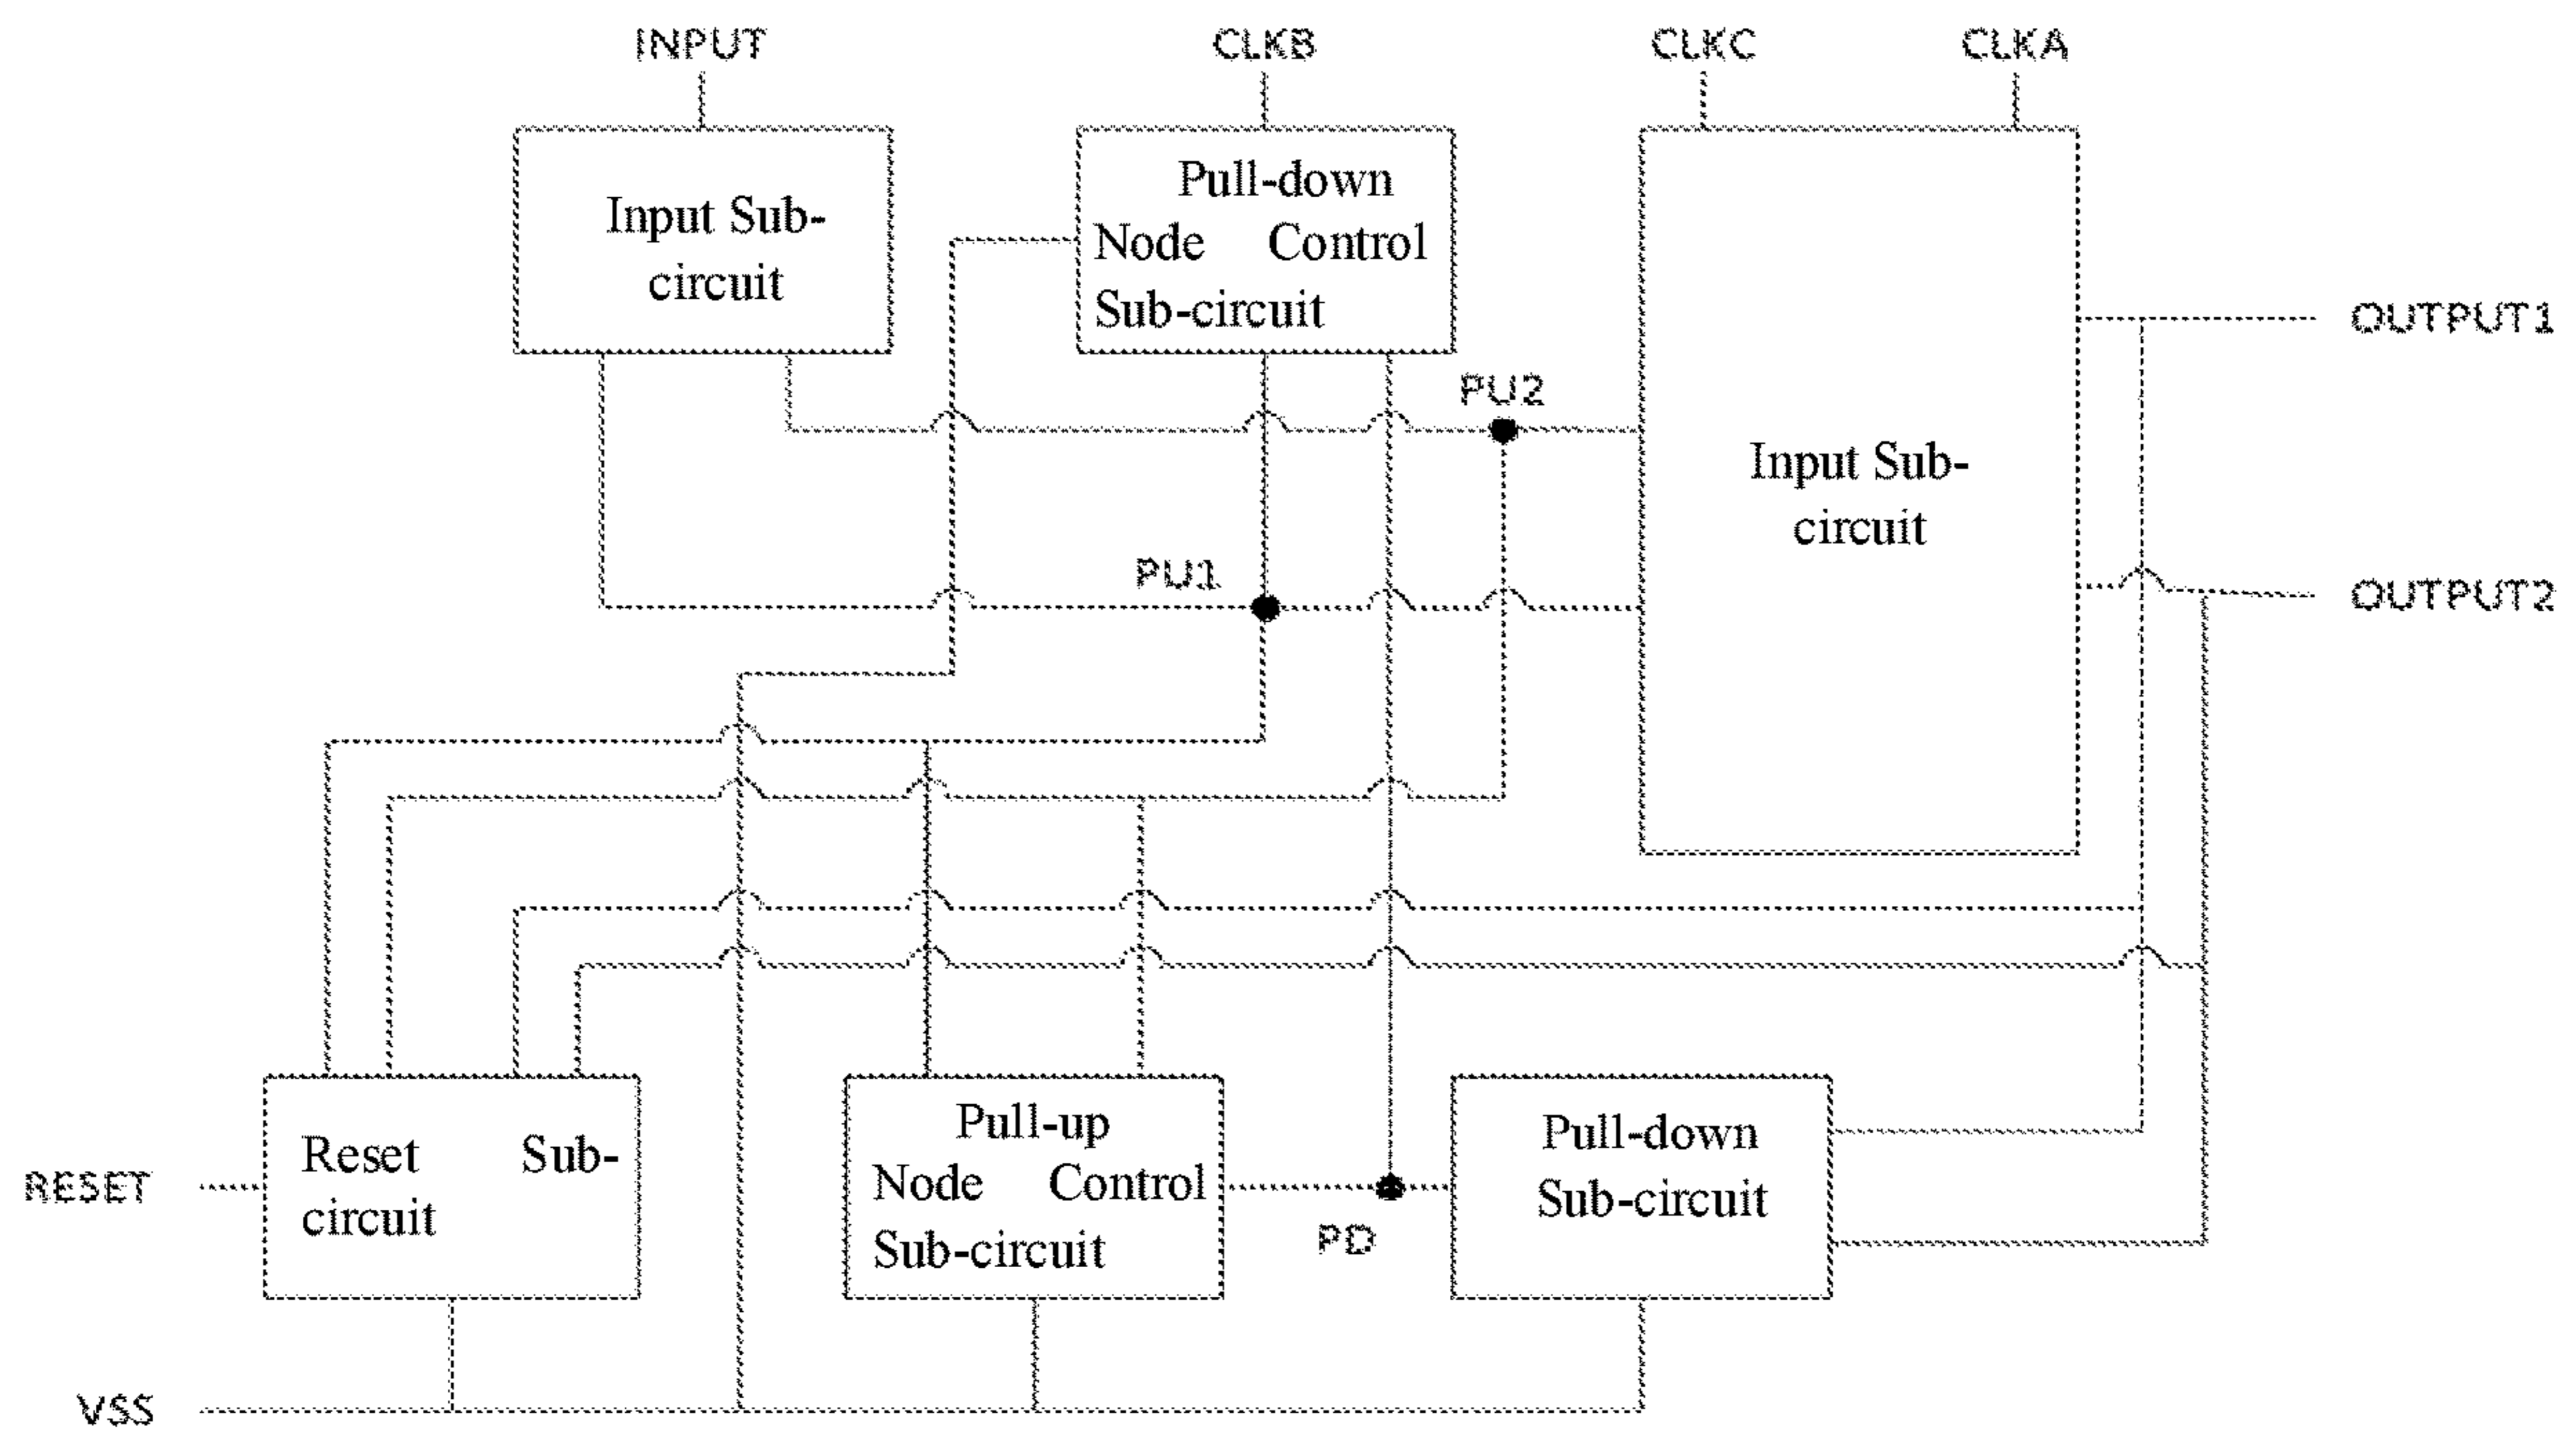 INPUT
CLKB
CLKC
CLKA
Input Sub-
circuit
Pull-down
Node Control
Sub-circuit
OUTPUT1
PU2
Input Sub-
circuit
PU1
OUTPUT2
Reset Sub-
circuit
Pull-up
Node Control
Sub-circuit
Pull-down
Sub-circuit
RESET
PD
VSS